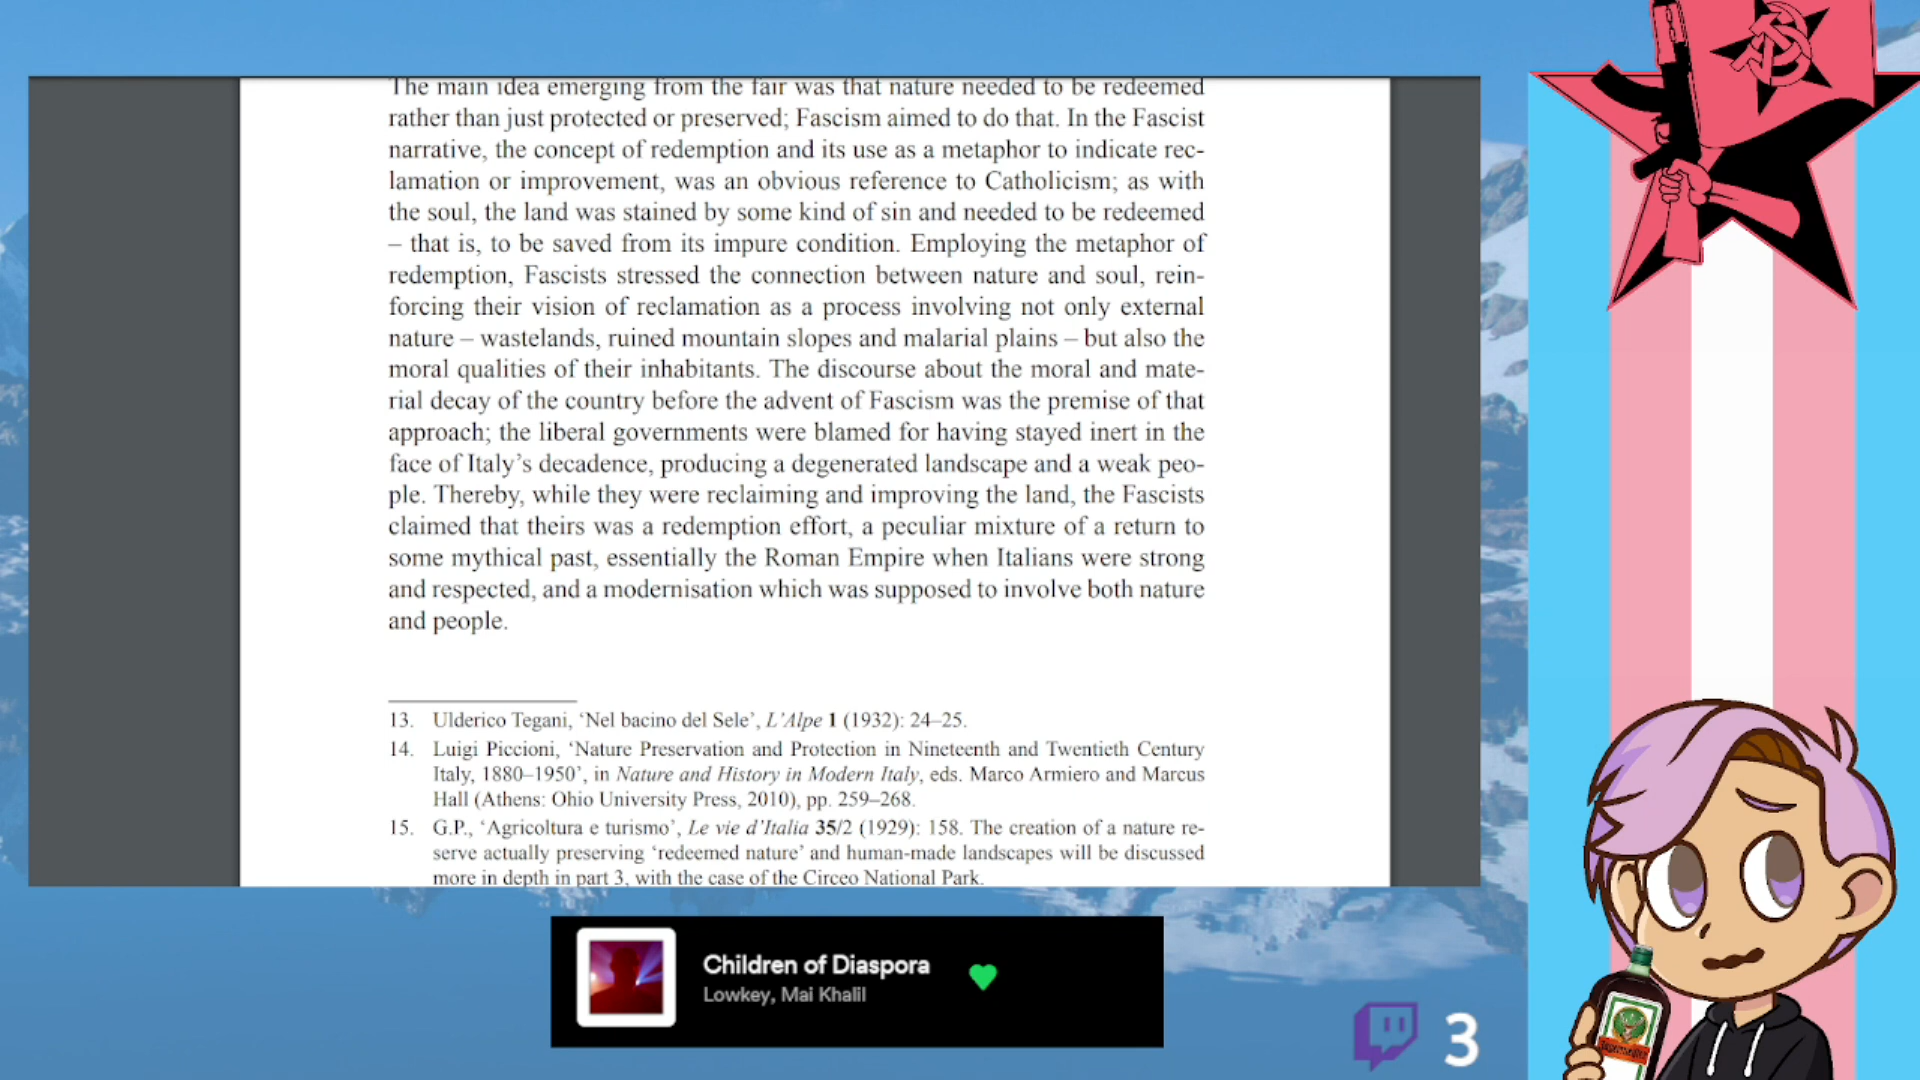 The main idea emerging from the fair was that nature needed to be redeemed
rather than just protected or preserved; Fascism aimed to do that. In the Fascist
narrative, the concept of redemption and its use as a metaphor to indicate rec-
lamation or improvement, was an obvious reference to Catholicism; as with
the soul, the land was stained by some kind of sin and needed to be redeemed
– that is, to be saved from its impure condition. Employing the metaphor of
redemption, Fascists stressed the connection between nature and soul, rein-
forcing their vision of reclamation as a process involving not only external
nature – wastelands, ruined mountain slopes and malarial plains – but also the
moral qualities of their inhabitants. The discourse about the moral and mate-
rial decay of the country before the advent of Fascism was the premise of that
approach; the liberal governments were blamed for having stayed inert in the
face of Italy’s decadence, producing a degenerated landscape and a weak peo-
ple. Thereby, while they were reclaiming and improving the land, the Fascists
claimed that theirs was a redemption effort, a peculiar mixture of a return to
some mythical past, essentially the Roman Empire when Italians were strong
and respected, and a modernisation which was supposed to involve both nature
and people.
13. Ulderico Tegani, ‘Nel bacino del Sele’, L’Alpe 1 (1932): 24–25.
14. Luigi Piccioni, ‘Nature Preservation and Protection in Nineteenth and Twentieth Century
Italy, 1880–1950’, in Nature and History in Modern Italy, eds. Marco Armiero and Marcus
Hall (Athens: Ohio University Press, 2010), pp. 259–268.
15. G.P., ‘Agricoltura e turismo’, Le vie d’Italia 35/2 (1929): 158. The creation of a nature re-
serve actually preserving ‘redeemed nature’ and human-made landscapes will be discussed
more in depth in part 3, with the case of the Circeo National Park.
Children of Diaspora
Lowkey, Mai Khalil
3